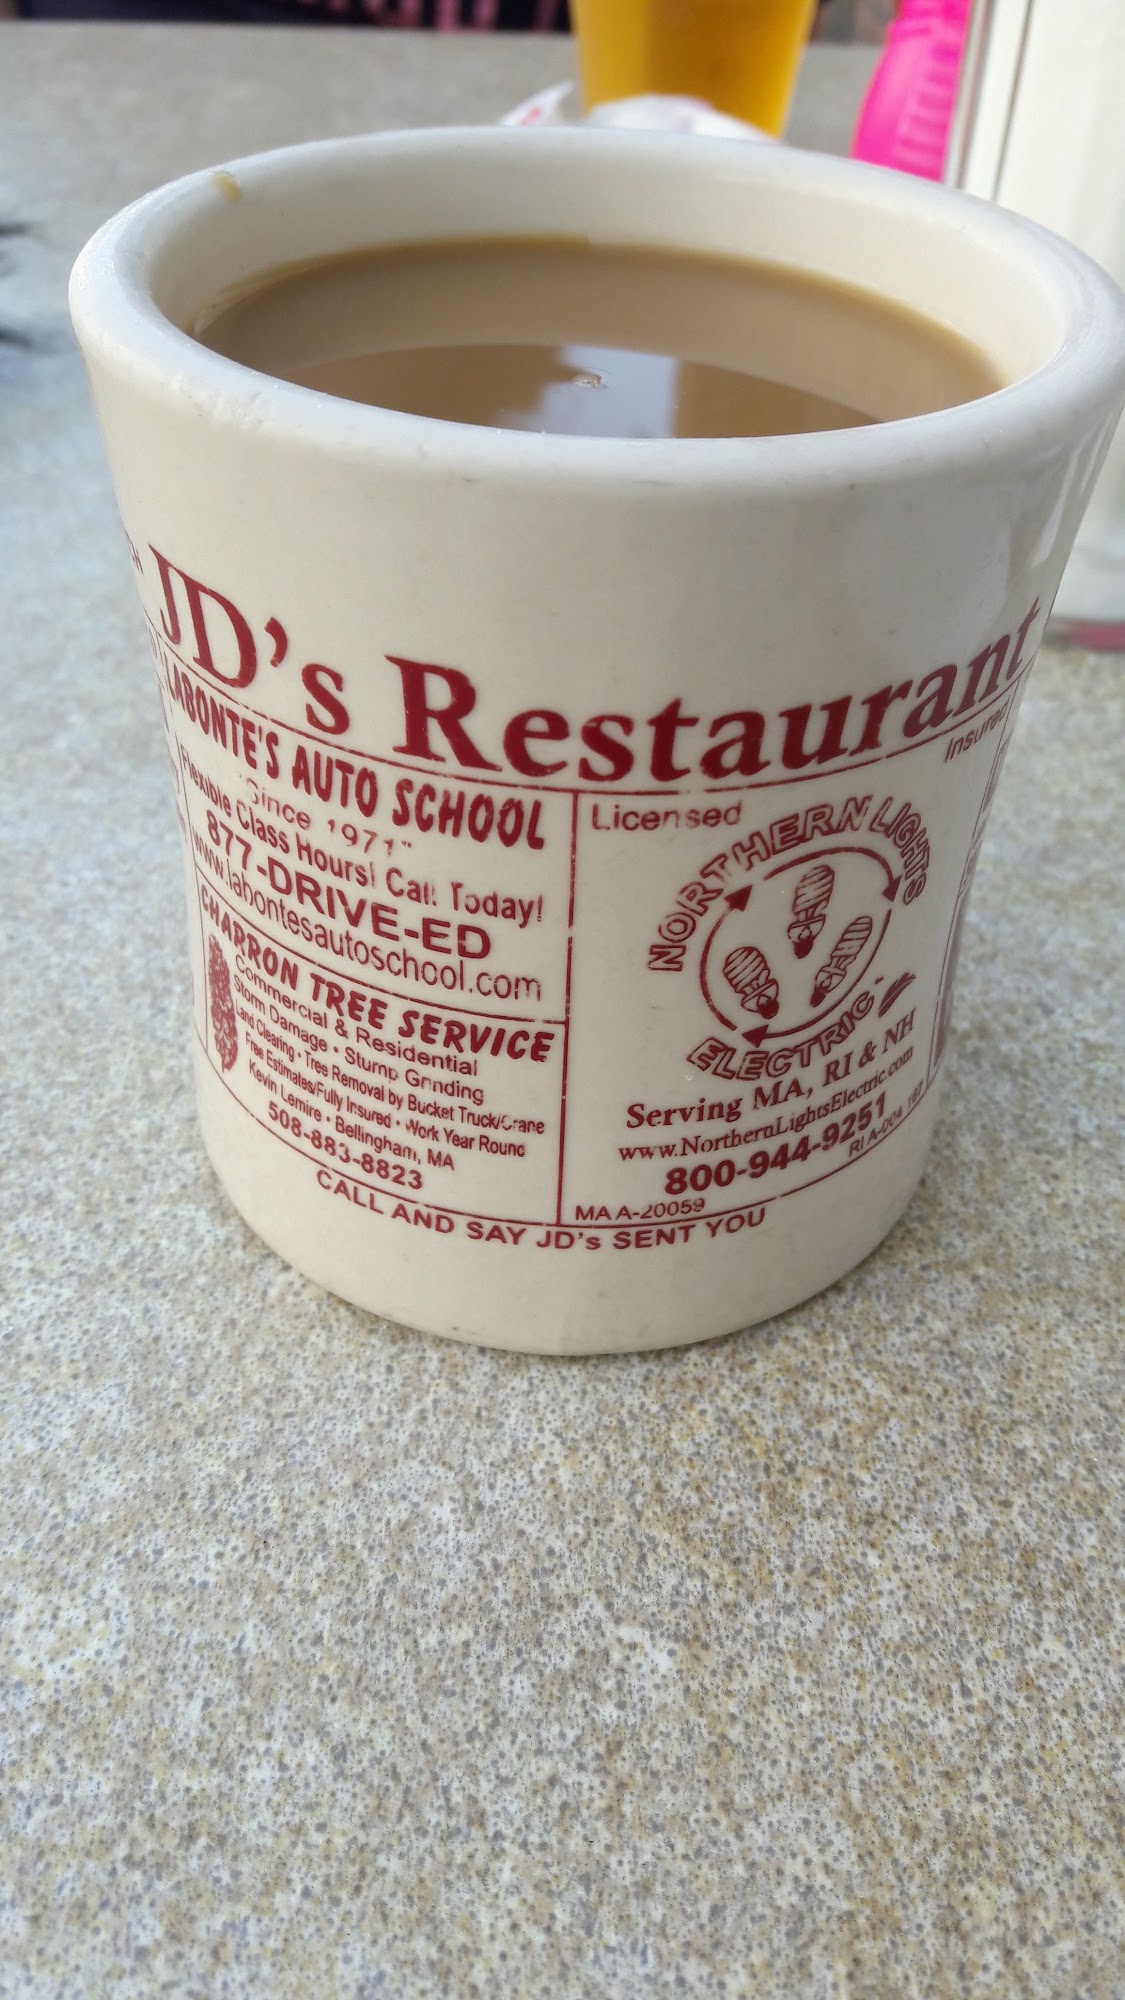 JD's Restaurant
LABONTE'S AUTO SCHOOL
"Since 1971"
Flexible Class Hours! Call Today!
877-DRIVE-ED
www.labontesautoschool.com
CHARRON TREE SERVICE
Commercial & Residential
Storm Damage • Stump Grinding
Land Clearing • Tree Removal by Bucket Truck/Crane
Free Estimates/Fully Insured • Work Year Round
Kevin Lemire • Bellingham, MA
508-883-8823
Licensed
Insured
NORTHERN LIGHTS
ELECTRIC
Serving MA, RI & NH
www.NorthernLightsElectric.com
800-944-9251
MA A-20059
RI A-004 167
CALL AND SAY JD's SENT YOU